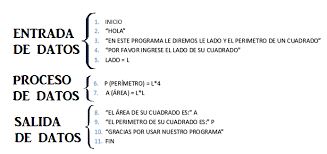 ENTRADA
DE DATOS
1. INICIO
2. "HOLA"
3. "EN ESTE PROGRAMA LE DIREMOS LE LADO Y EL PERIMETRO DE UN CUADRADO"
4. "POR FAVOR INGRESE EL LADO DE SU CUADRADO"
5. LADO = L
PROCESO
DE DATOS
6. P (PERÍMETRO) = L*4
7. A (ÁREA) = L*L
SALIDA
DE DATOS
8. "EL ÁREA DE SU CUADRADO ES:" A
9. "EL PERIMETRO DE SU CUADRADO ES:" P
10. "GRACIAS POR USAR NUESTRO PROGRAMA"
11. FIN